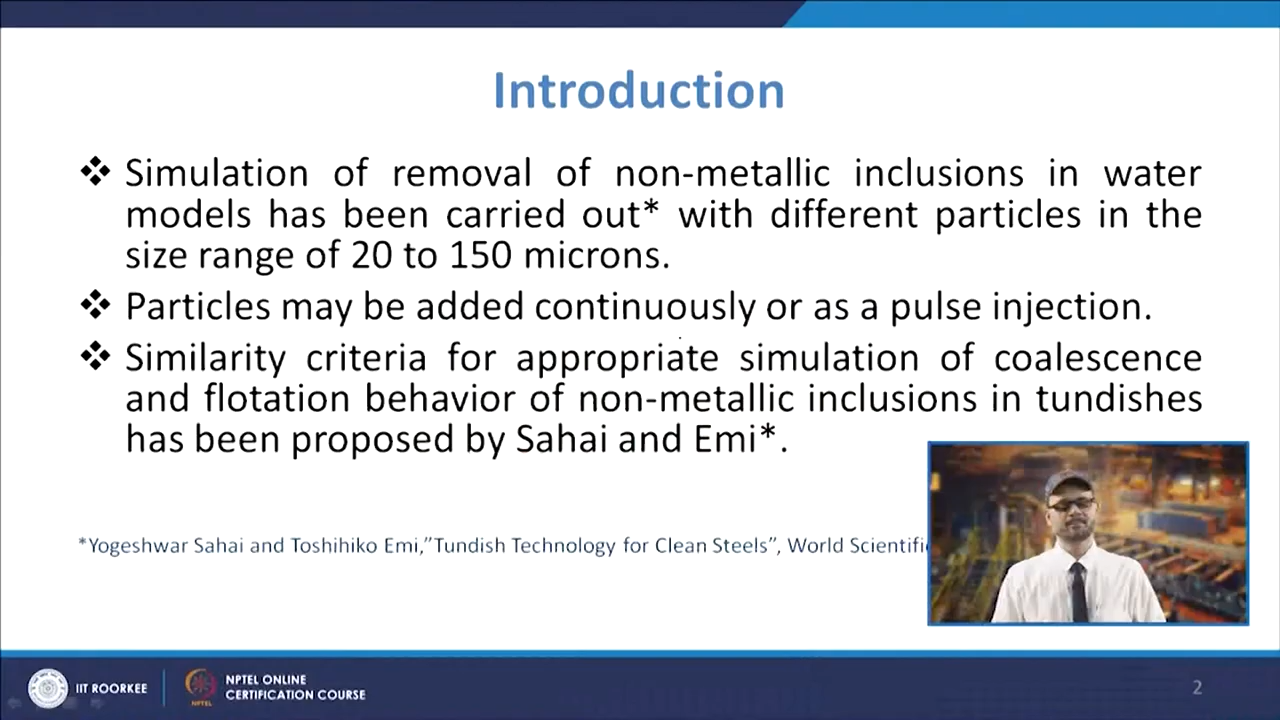 Introduction
❖ Simulation of removal of non-metallic inclusions in water
models has been carried out* with different particles in the
size range of 20 to 150 microns.
❖ Particles may be added continuously or as a pulse injection.
❖ Similarity criteria for appropriate simulation of coalescence
and flotation behavior of non-metallic inclusions in tundishes
has been proposed by Sahai and Emi*.
*Yogeshwar Sahai and Toshihiko Emi,”Tundish Technology for Clean Steels”, World
IIT ROORKEE
NPTEL
NPTEL ONLINE
CERTIFICATION COURSE
2